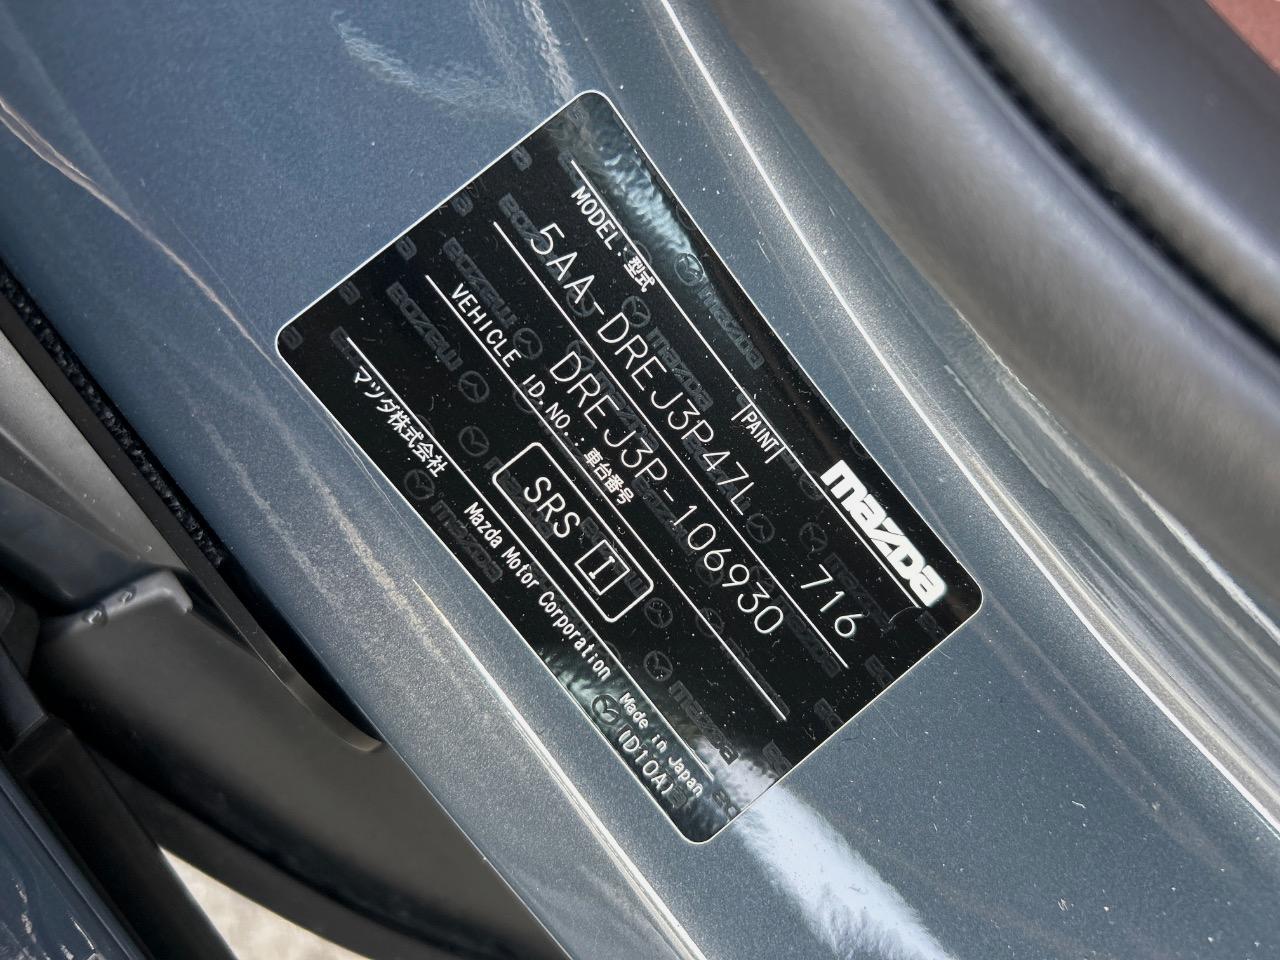 mazda
MODEL:型式
PAINT
5AA-DREJ3P47L 716
DREJ3P-106930
VEHICLE ID.NO.:車台番号
SRS I
マツダ株式会社 Mazda Motor Corporation Made in Japan
(D10A)